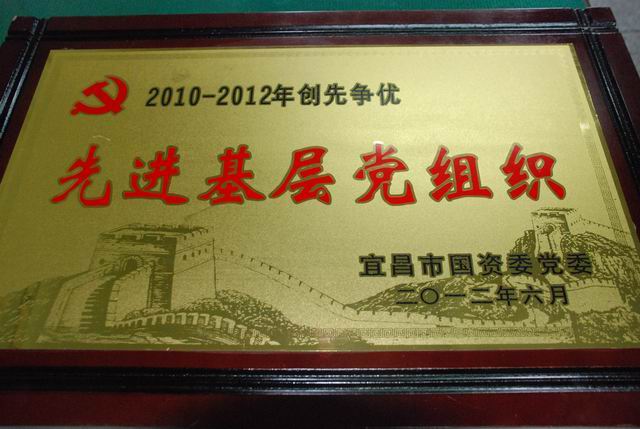 2010-2012年创先争优
先进基层党组织
宜昌市国资委党委
二〇一二年六月